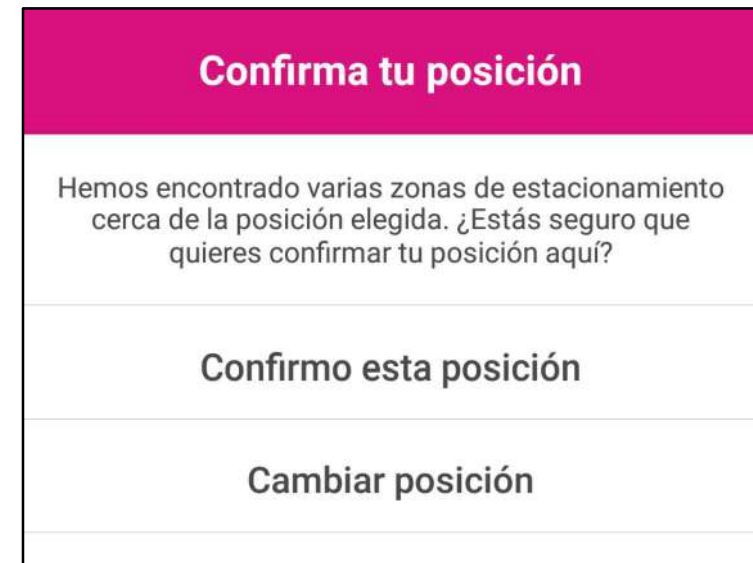 Confirma tu posición
Hemos encontrado varias zonas de estacionamiento
cerca de la posición elegida. ¿Estás seguro que
quieres confirmar tu posición aquí?
Confirmo esta posición
Cambiar posición